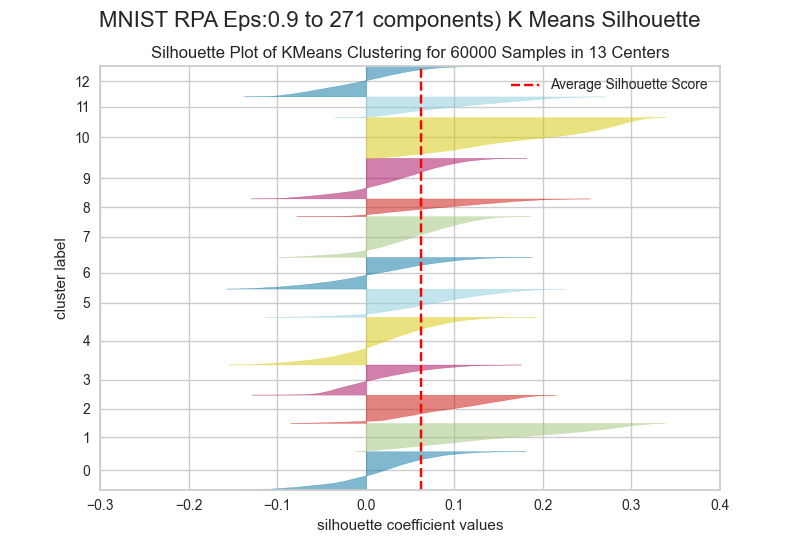 MNIST RPA Eps:0.9 to 271 components) K Means Silhouette
Silhouette Plot of KMeans Clustering for 60000 Samples in 13 Centers
Average Silhouette Score
12
11
10
9
8
7
6
5
4
3
2
1
0
cluster label
−0.3 −0.2 −0.1 0.0 0.1 0.2 0.3 0.4
silhouette coefficient values